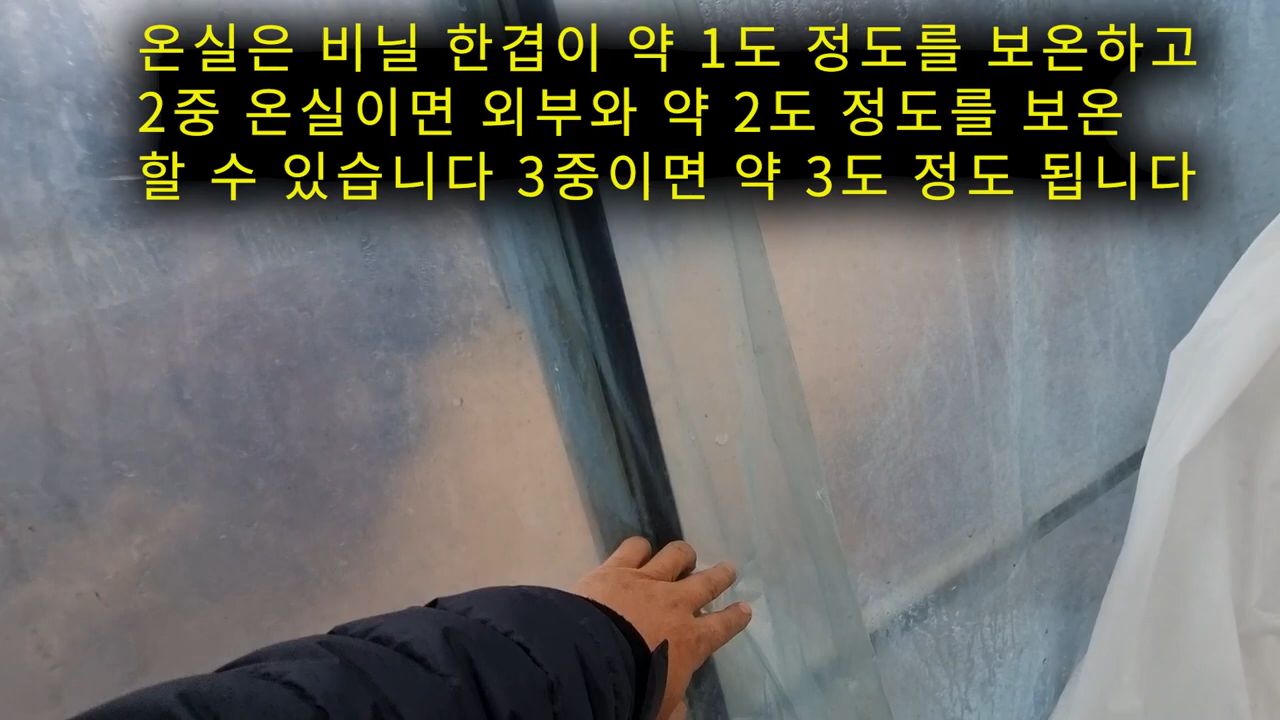 온실은 비닐 한겹이 약 1도 정도를 보온하고
2중 온실이면 외부와 약 2도 정도를 보온
할 수 있습니다 3중이면 약 3도 정도 됩니다